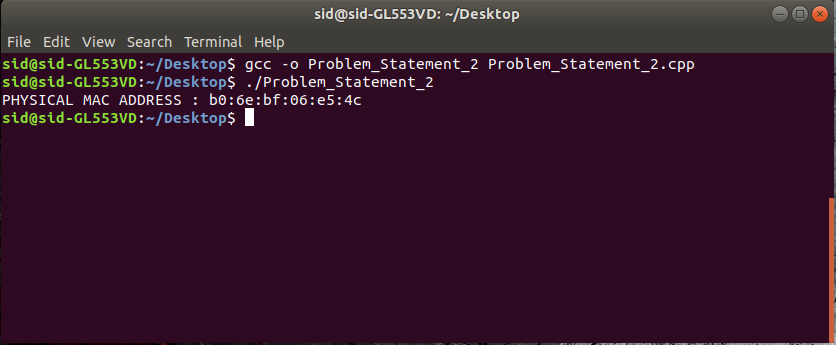 sid@sid-GL553VD: ~/Desktop
File Edit View Search Terminal Help
sid@sid-GL553VD:~/Desktop$ gcc -o Problem_Statement_2 Problem_Statement_2.cpp
sid@sid-GL553VD:~/Desktop$ ./Problem_Statement_2
PHYSICAL MAC ADDRESS : b0:6e:bf:06:e5:4c
sid@sid-GL553VD:~/Desktop$